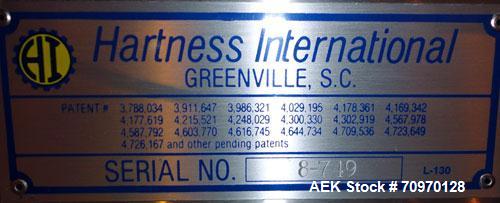 HI Hartness International
GREENVILLE, S.C.
PATENT # 3,788,034 3,911,647 3,986,321 4,029,195 4,178,361 4,169,342
4,177,619 4,215,521 4,248,029 4,300,330 4,302,919 4,567,978
4,587,792 4,603,770 4,616,745 4,644,734 4,709,536 4,723,649
4,726,167 and other pending patents
SERIAL NO. 8-749 L-130
AEK Stock # 70970128